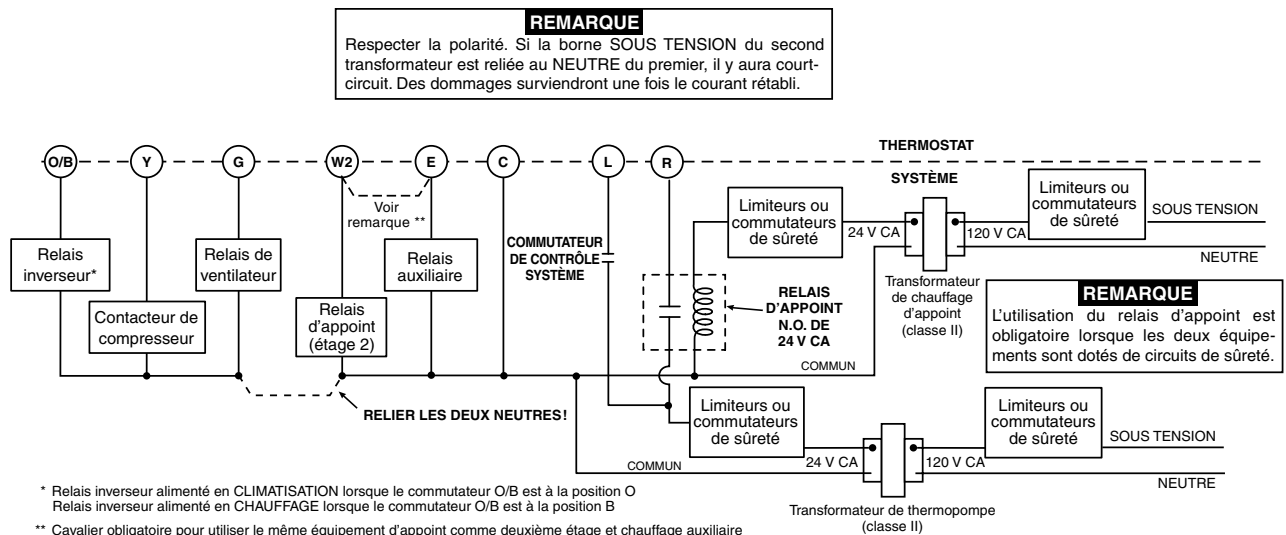 REMARQUE
Respecter la polarité. Si la borne SOUS TENSION du second
transformateur est reliée au NEUTRE du premier, il y aura court-
circuit. Des dommages surviendront une fois le courant rétabli.
THERMOSTAT
O/B Y G W2 E C L R
SYSTÈME
Voir
remarque **
Relais
inverseur*
Contacteur de
compresseur
Relais de
ventilateur
Relais
d'appoint
(étage 2)
Relais
auxiliaire
COMMUTATEUR
DE CONTRÔLE
SYSTÈME
RELAIS
D'APPOINT
N.O. DE
24 V CA
Limiteurs ou
commutateurs
de sûreté
24 V CA
120 V CA
Limiteurs ou
commutateurs
de sûreté
SOUS TENSION
NEUTRE
Transformateur
de chauffage
d'appoint
(classe II)
REMARQUE
L'utilisation du relais d'appoint est
obligatoire lorsque les deux équipe-
ments sont dotés de circuits de sûreté.
COMMUN
RELIER LES DEUX NEUTRES!
Limiteurs ou
commutateurs
de sûreté
24 V CA
120 V CA
Limiteurs ou
commutateurs
de sûreté
SOUS TENSION
NEUTRE
COMMUN
Transformateur de thermopompe
(classe II)
* Relais inverseur alimenté en CLIMATISATION lorsque le commutateur O/B est à la position O
Relais inverseur alimenté en CHAUFFAGE lorsque le commutateur O/B est à la position B
** Cavalier obligatoire pour utiliser le même équipement d'appoint comme deuxième étage et chauffage auxiliaire